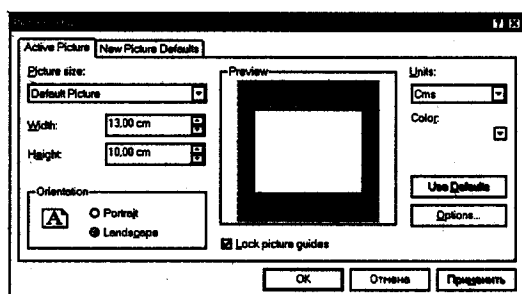 Active Picture
New Picture Defaults
Picture size:
Default Picture
Width:
13,00 cm
Height:
10,00 cm
Orientation
A
Portrait
Landscape
Preview
Lock picture guides
Units:
Cms
Color:
Use Defaults
Options...
OK
Отмена
Применить